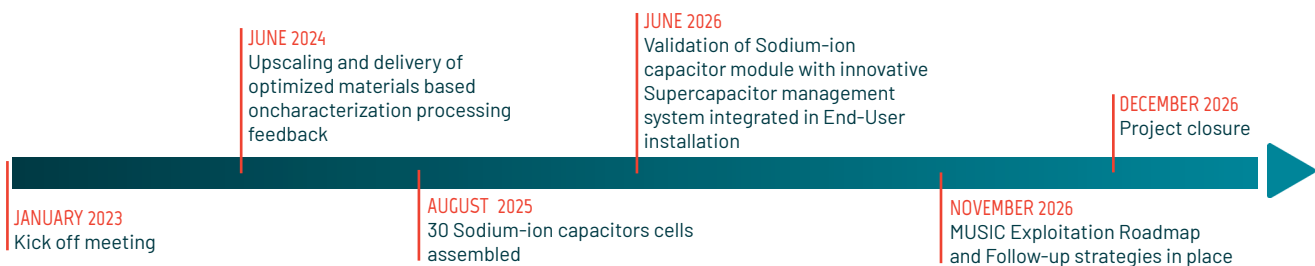 JANUARY 2023
Kick off meeting
JUNE 2024
Upscaling and delivery of
optimized materials based
oncharacterization processing
feedback
AUGUST 2025
30 Sodium-ion capacitors cells
assembled
JUNE 2026
Validation of Sodium-ion
capacitor module with innovative
Supercapacitor management
system integrated in End-User
installation
NOVEMBER 2026
MUSIC Exploitation Roadmap
and Follow-up strategies in place
DECEMBER 2026
Project closure